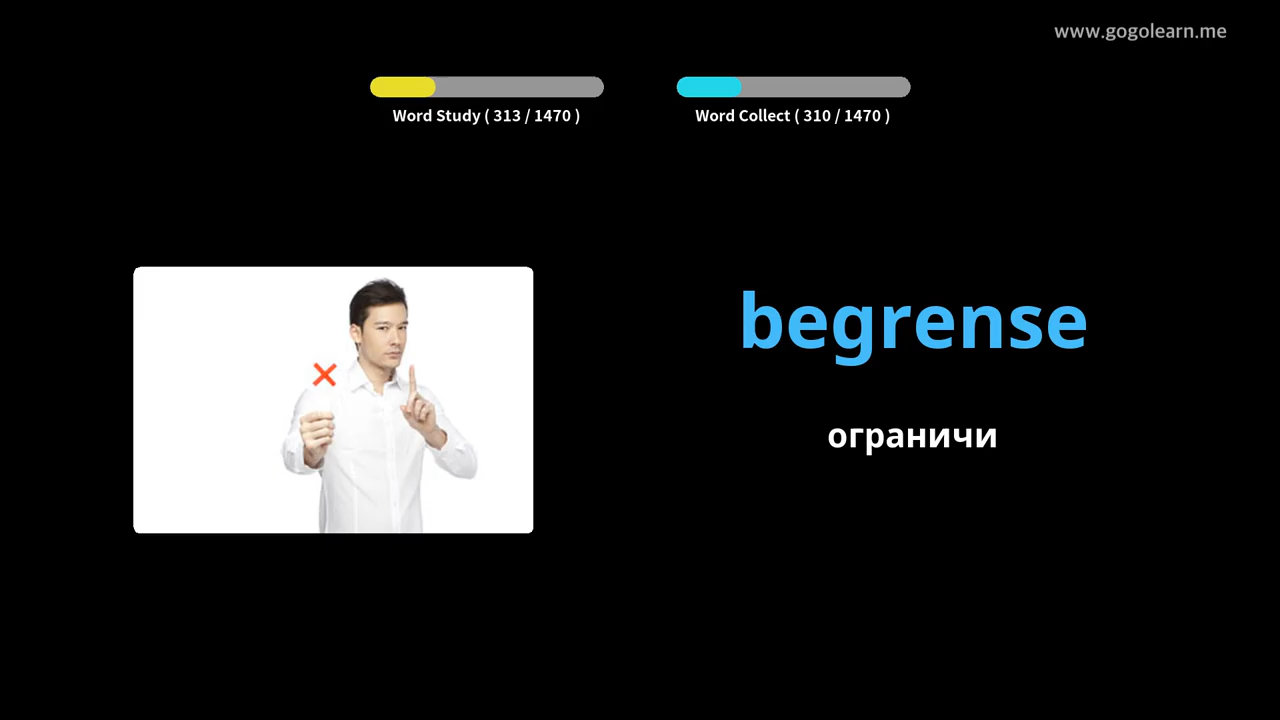 www.gogolearn.me
Word Study ( 313 / 1470 )
Word Collect ( 310 / 1470 )
begrense
ограничи